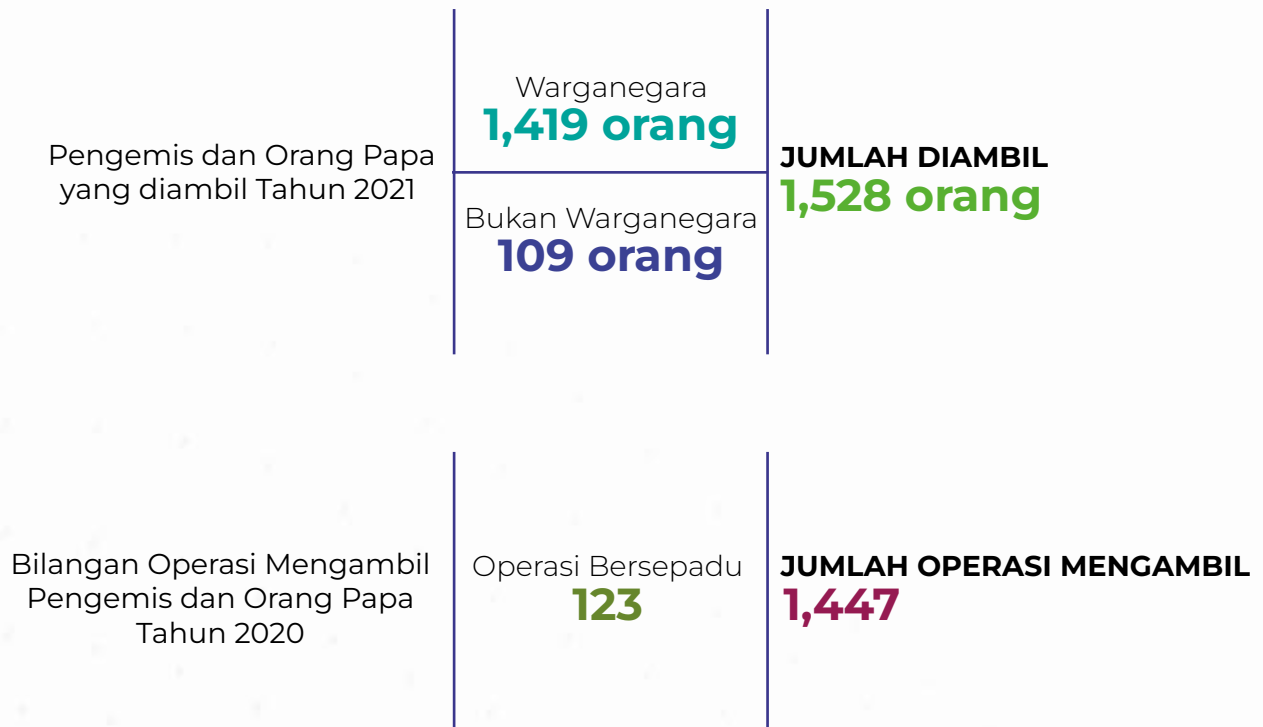 Pengemis dan Orang Papa
yang diambil Tahun 2021
Warganegara
1,419 orang
Bukan Warganegara
109 orang
JUMLAH DIAMBIL
1,528 orang
Bilangan Operasi Mengambil
Pengemis dan Orang Papa
Tahun 2020
Operasi Bersepadu
123
JUMLAH OPERASI MENGAMBIL
1,447